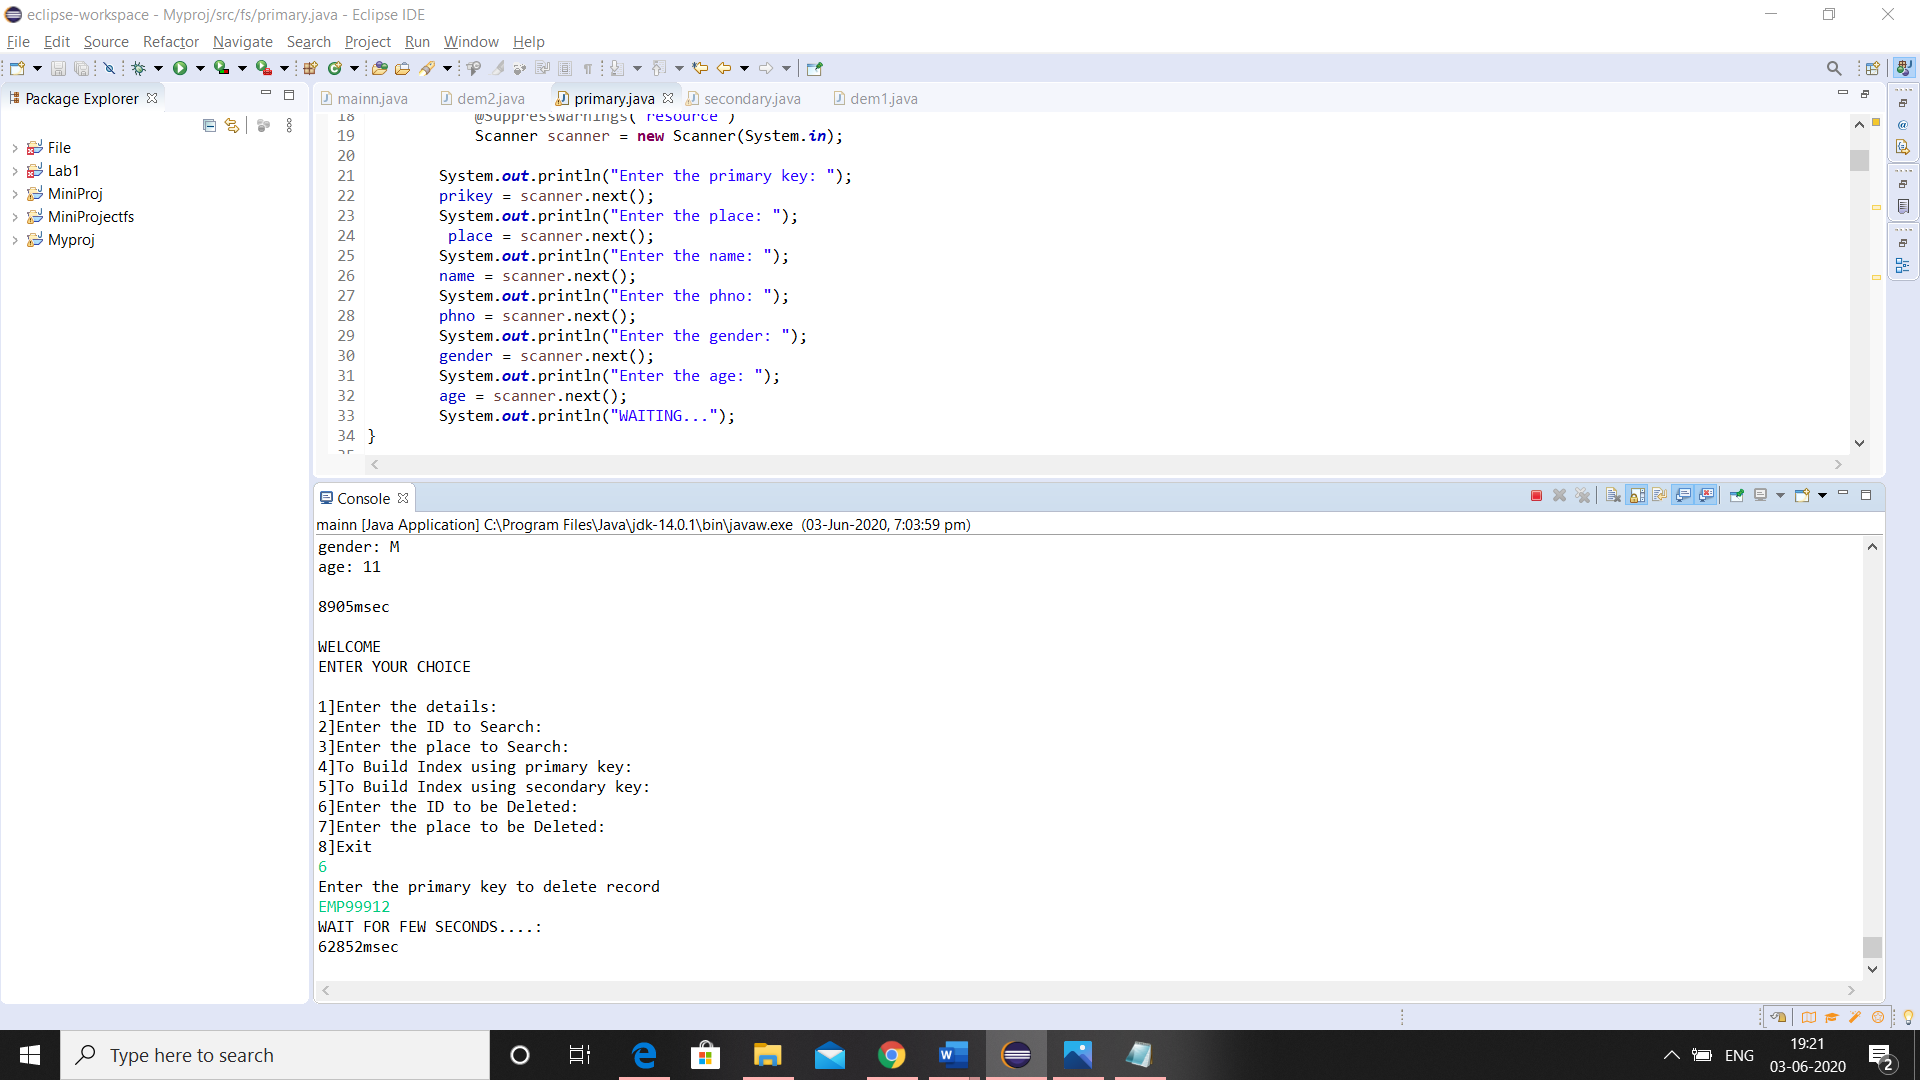 eclipse-workspace - Myproj/src/fs/primary.java - Eclipse IDE
File Edit Source Refactor Navigate Search Project Run Window Help
Package Explorer
File
Lab1
MiniProj
MiniProjectfs
Myproj
mainn.java dem2.java primary.java secondary.java dem1.java
18 @SuppressWarnings("resource")
19 Scanner scanner = new Scanner(System.in);
20
21 System.out.println("Enter the primary key: ");
22 prikey = scanner.next();
23 System.out.println("Enter the place: ");
24 place = scanner.next();
25 System.out.println("Enter the name: ");
26 name = scanner.next();
27 System.out.println("Enter the phno: ");
28 phno = scanner.next();
29 System.out.println("Enter the gender: ");
30 gender = scanner.next();
31 System.out.println("Enter the age: ");
32 age = scanner.next();
33 System.out.println("WAITING...");
34 }
Console
mainn [Java Application] C:\Program Files\Java\jdk-14.0.1\bin\javaw.exe (03-Jun-2020, 7:03:59 pm)
gender: M
age: 11
8905msec
WELCOME
ENTER YOUR CHOICE
1]Enter the details:
2]Enter the ID to Search:
3]Enter the place to Search:
4]To Build Index using primary key:
5]To Build Index using secondary key:
6]Enter the ID to be Deleted:
7]Enter the place to be Deleted:
8]Exit
6
Enter the primary key to delete record
EMP99912
WAIT FOR FEW SECONDS....:
62852msec
Type here to search
ENG
19:21
03-06-2020
2